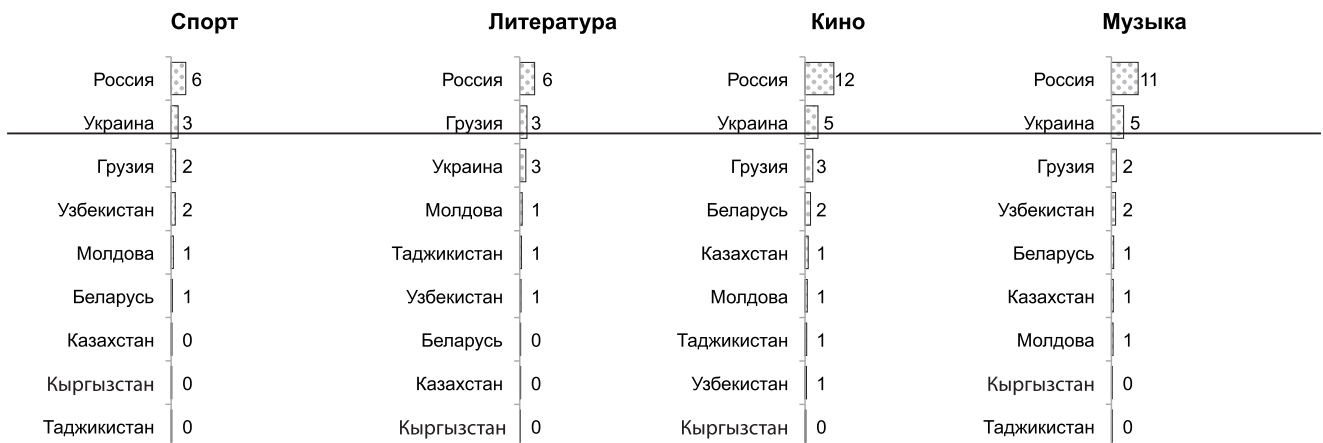 Спорт Литература Кино Музыка
Россия 6 Россия 6 Россия 12 Россия 11
Украина 3 Грузия 3 Украина 5 Украина 5
Грузия 2 Украина 3 Грузия 3 Грузия 2
Узбекистан 2 Молдова 1 Беларусь 2 Узбекистан 2
Молдова 1 Таджикистан 1 Казахстан 1 Беларусь 1
Беларусь 1 Узбекистан 1 Молдова 1 Казахстан 1
Казахстан 0 Беларусь 0 Таджикистан 1 Молдова 1
Кыргызстан 0 Казахстан 0 Узбекистан 1 Кыргызстан 0
Таджикистан 0 Кыргызстан 0 Кыргызстан 0 Таджикистан 0